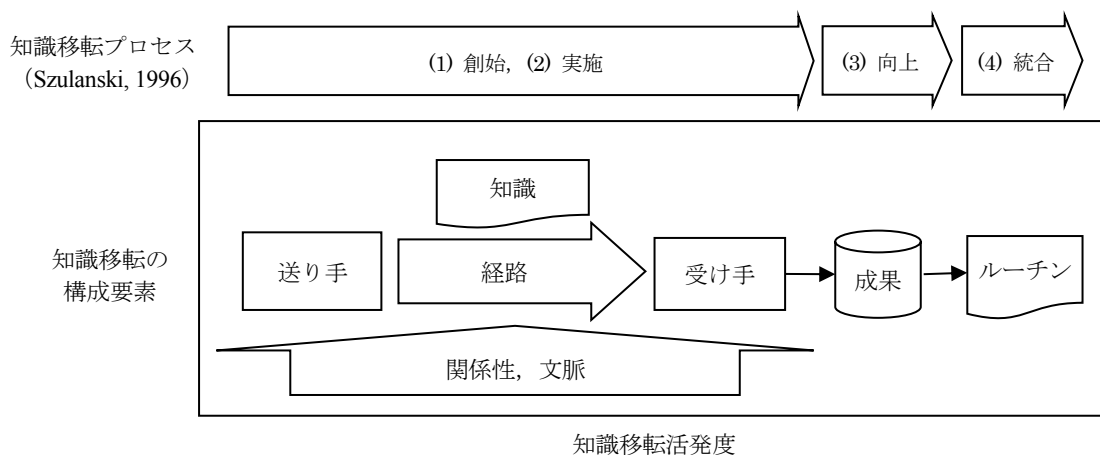 知識移転プロセス
（Szulanski, 1996）
(1) 創始，(2) 実施
(3) 向上
(4) 統合
知識
知識移転の
構成要素
送り手
経路
受け手
成果
ルーチン
関係性，文脈
知識移転活発度